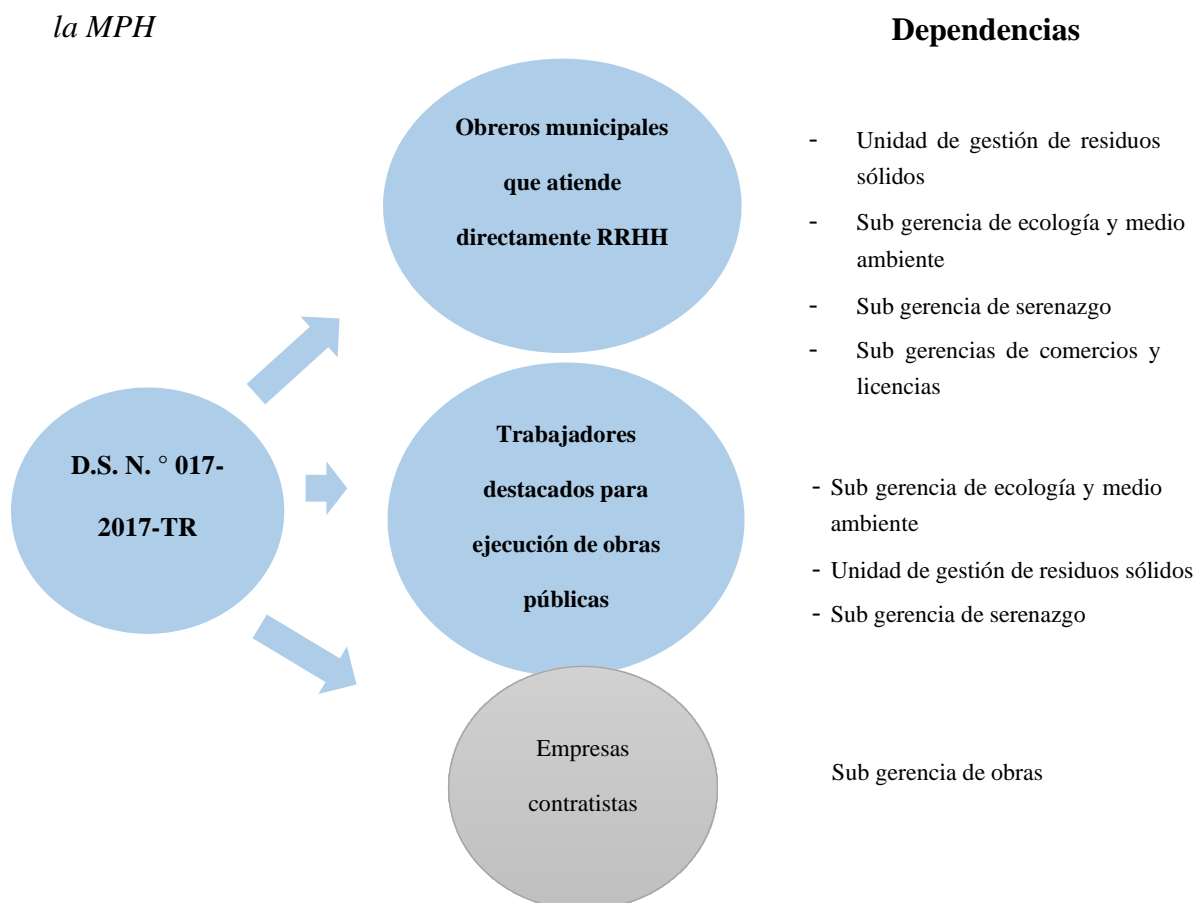 la MPH
Dependencias
Obreros municipales
que atiende
directamente RRHH
- Unidad de gestión de residuos
sólidos
- Sub gerencia de ecología y medio
ambiente
- Sub gerencia de serenazgo
- Sub gerencias de comercios y
licencias
D.S. N. ° 017-
2017-TR
Trabajadores
destacados para
ejecución de obras
públicas
- Sub gerencia de ecología y medio
ambiente
- Unidad de gestión de residuos sólidos
- Sub gerencia de serenazgo
Empresas
contratistas
Sub gerencia de obras